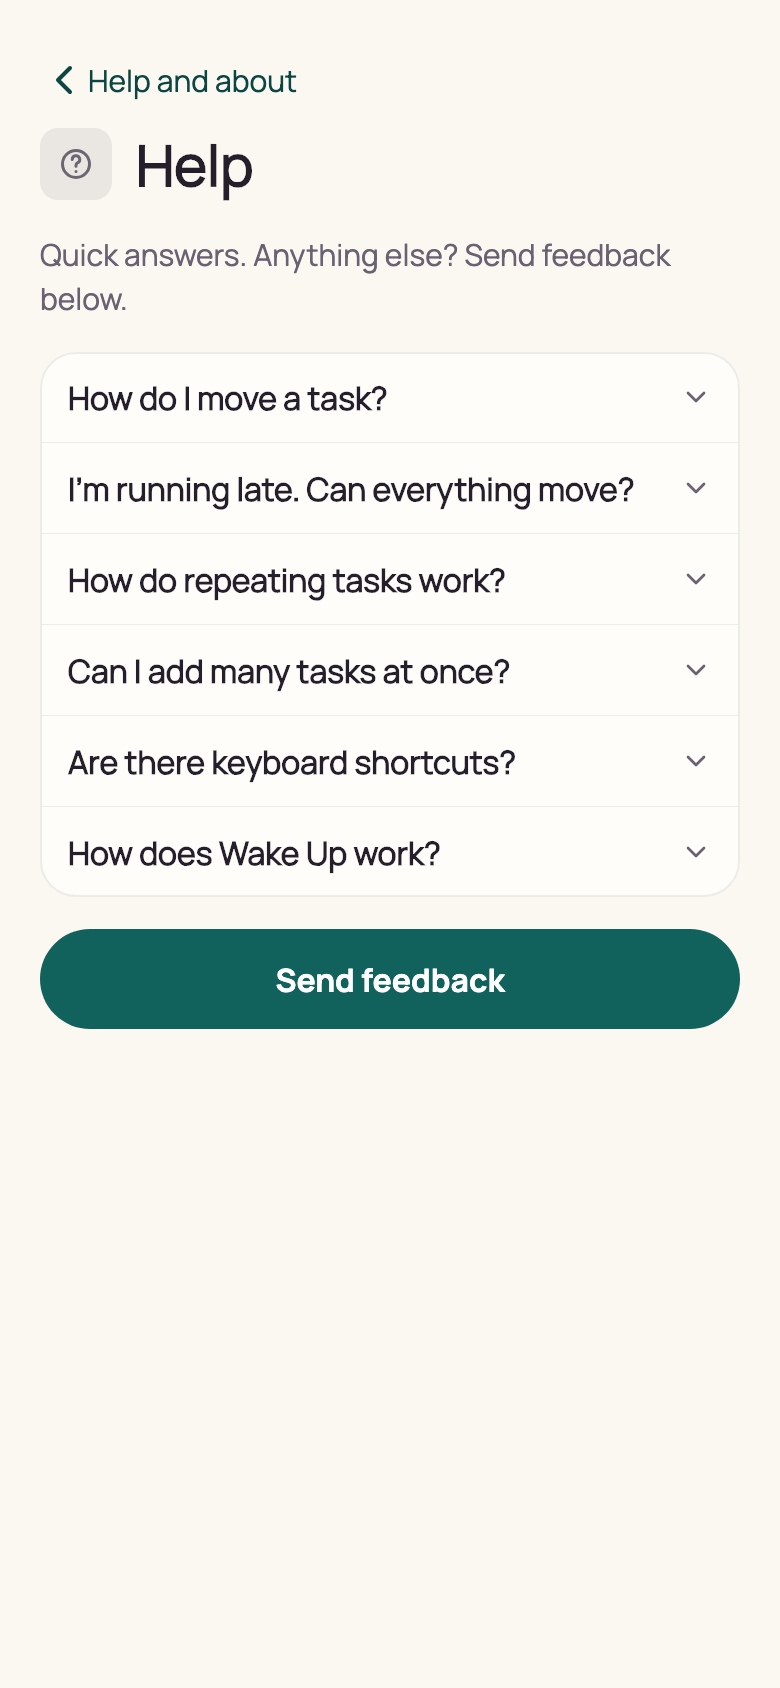 Help and about
Help
Quick answers. Anything else? Send feedback
below.
How do I move a task?
I’m running late. Can everything move?
How do repeating tasks work?
Can I add many tasks at once?
Are there keyboard shortcuts?
How does Wake Up work?
Send feedback